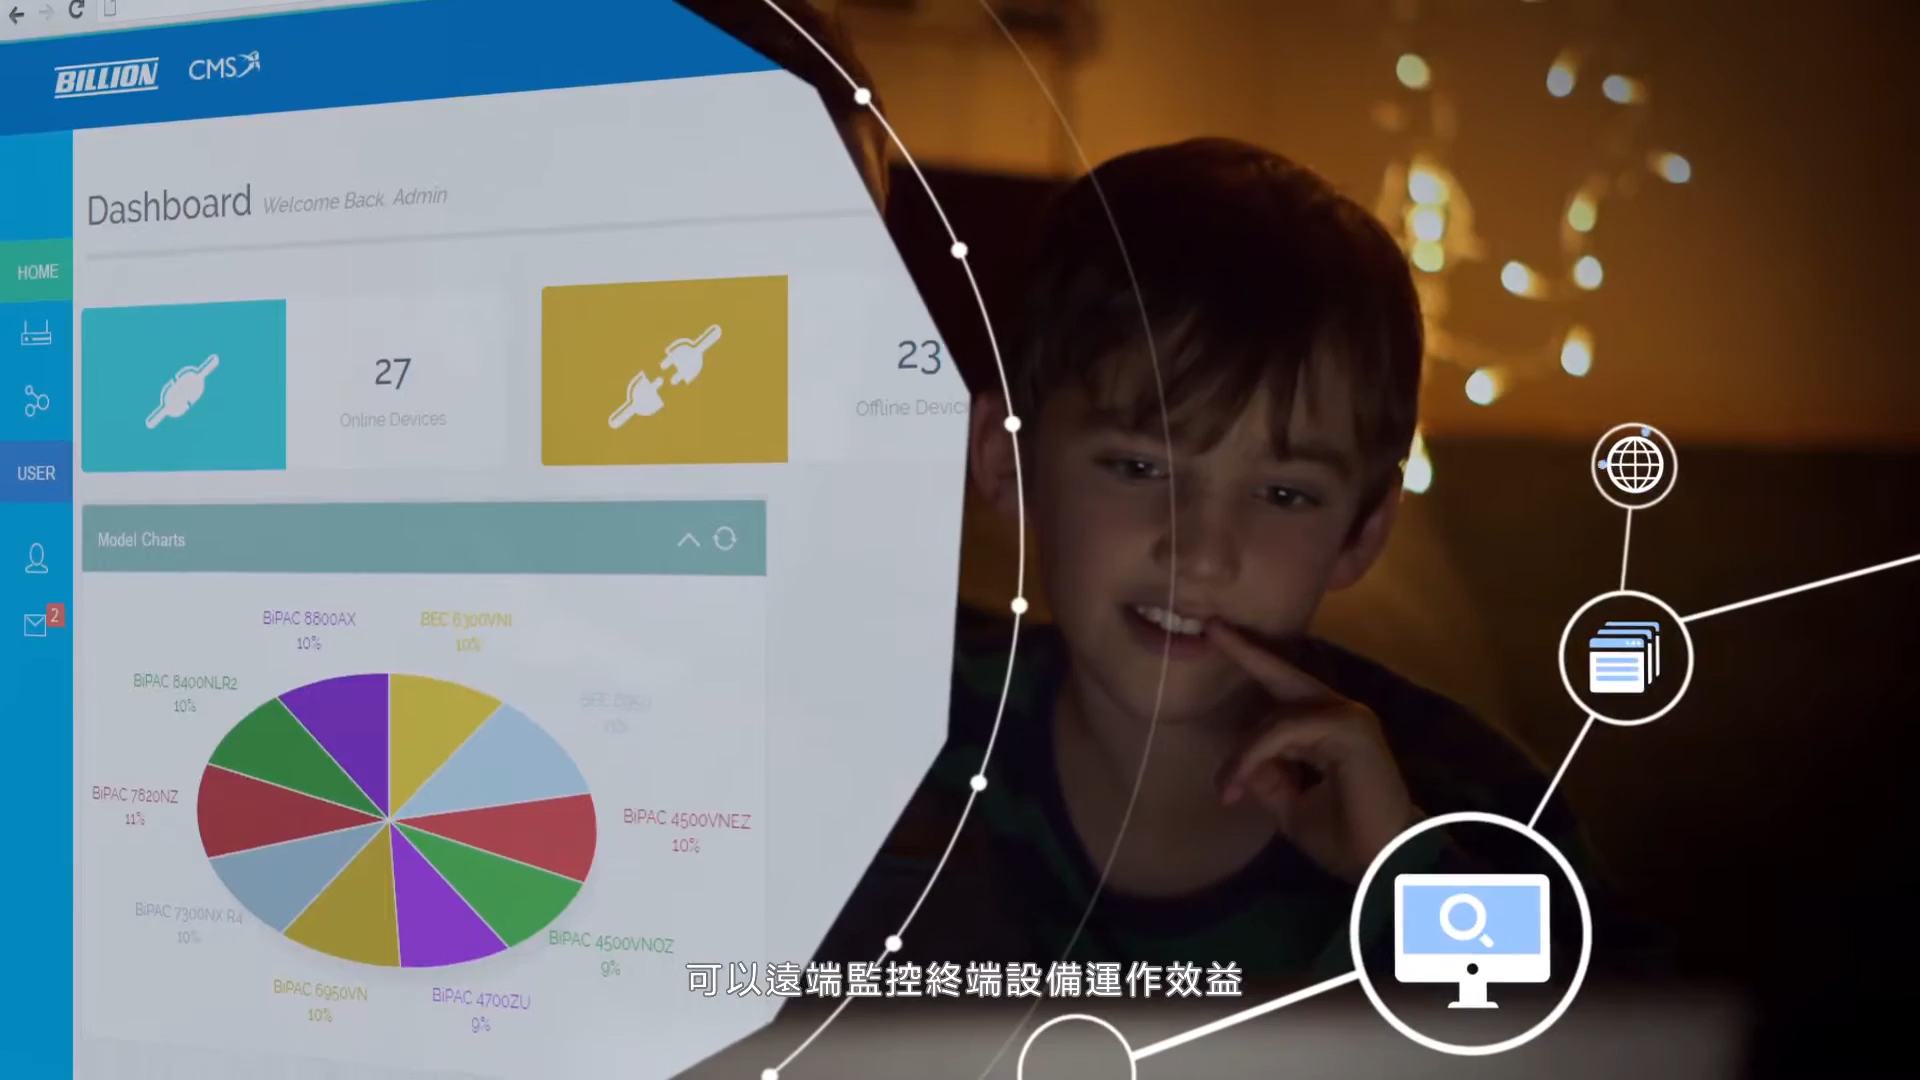 BILLION CMS
Dashboard Welcome Back, Admin
HOME
27
Online Devices
23
Offline
USER
Model Charts
2
BiPAC 8800AX
10%
BEC 6300VNL
10%
BiPAC 8400NLR2
10%
BiPAC 7820NZ
11%
BiPAC 4500VNEZ
10%
BiPAC 7300NX R4
10%
BiPAC 4500VNOZ
9%
BiPAC 6950VN
10%
BiPAC 4700ZU
9%
可以遠端監控終端設備運作效益